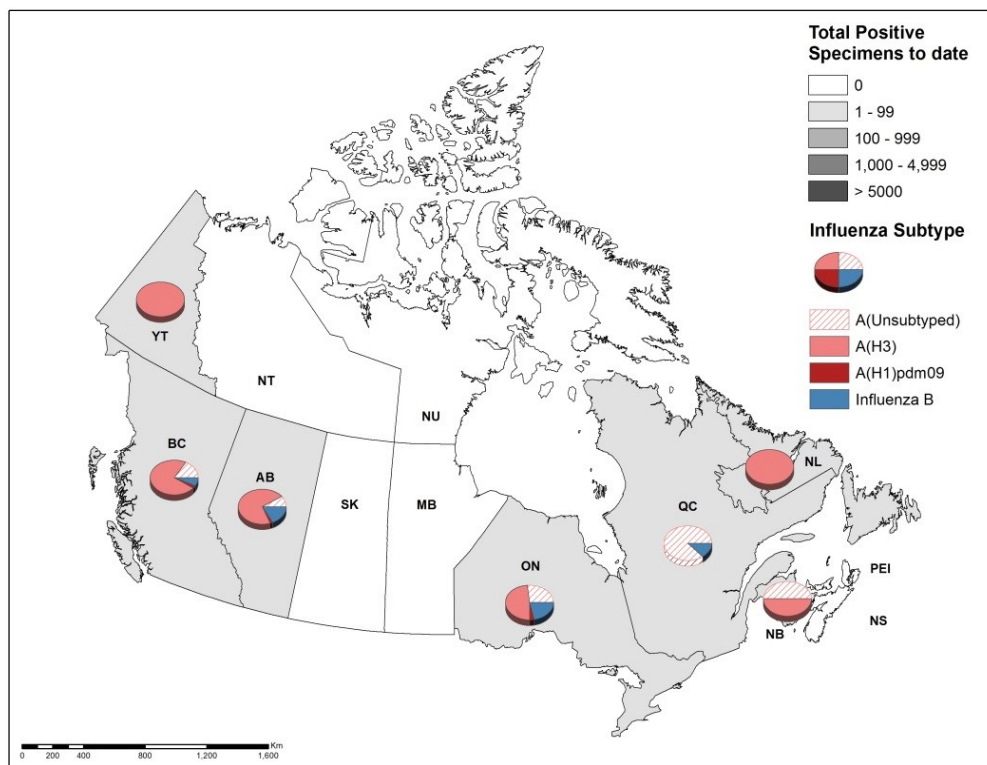 Total Positive
Specimens to date
0
1 - 99
100 - 999
1,000 - 4,999
> 5000
Influenza Subtype
A(Unsubtyped)
A(H3)
A(H1)pdm09
Influenza B
YT
NT
NU
BC
AB
SK
MB
ON
QC
NL
PEI
NS
NB
Km
0 200 400 800 1,200 1,600